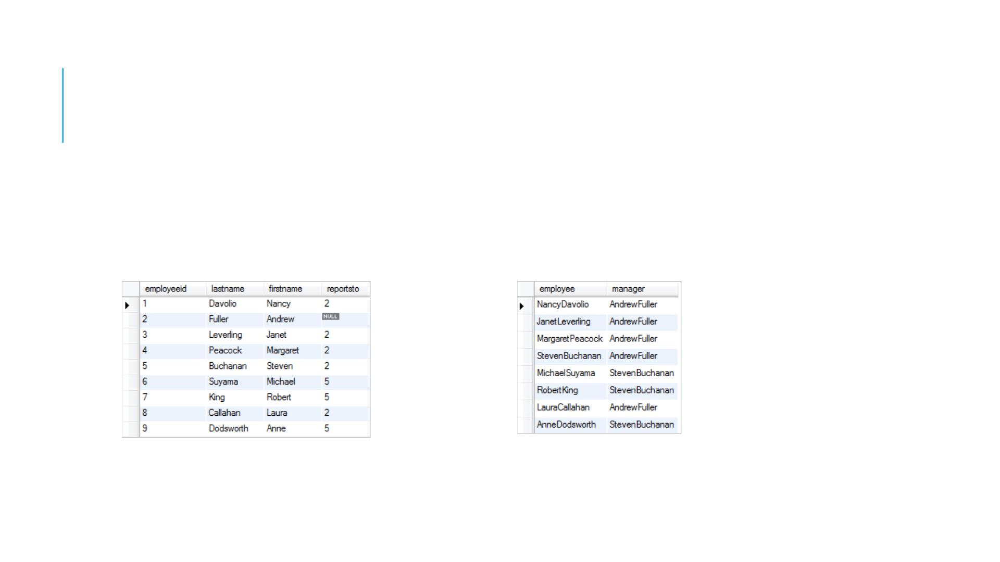 employeeid lastname firstname reportsto
1 Davolio Nancy 2
2 Fuller Andrew NULL
3 Leverling Janet 2
4 Peacock Margaret 2
5 Buchanan Steven 2
6 Suyama Michael 5
7 King Robert 5
8 Callahan Laura 2
9 Dodsworth Anne 5
employee manager
NancyDavolio AndrewFuller
JanetLeverling AndrewFuller
MargaretPeacock AndrewFuller
StevenBuchanan AndrewFuller
MichaelSuyama StevenBuchanan
RobertKing StevenBuchanan
LauraCallahan AndrewFuller
AnneDodsworth StevenBuchanan